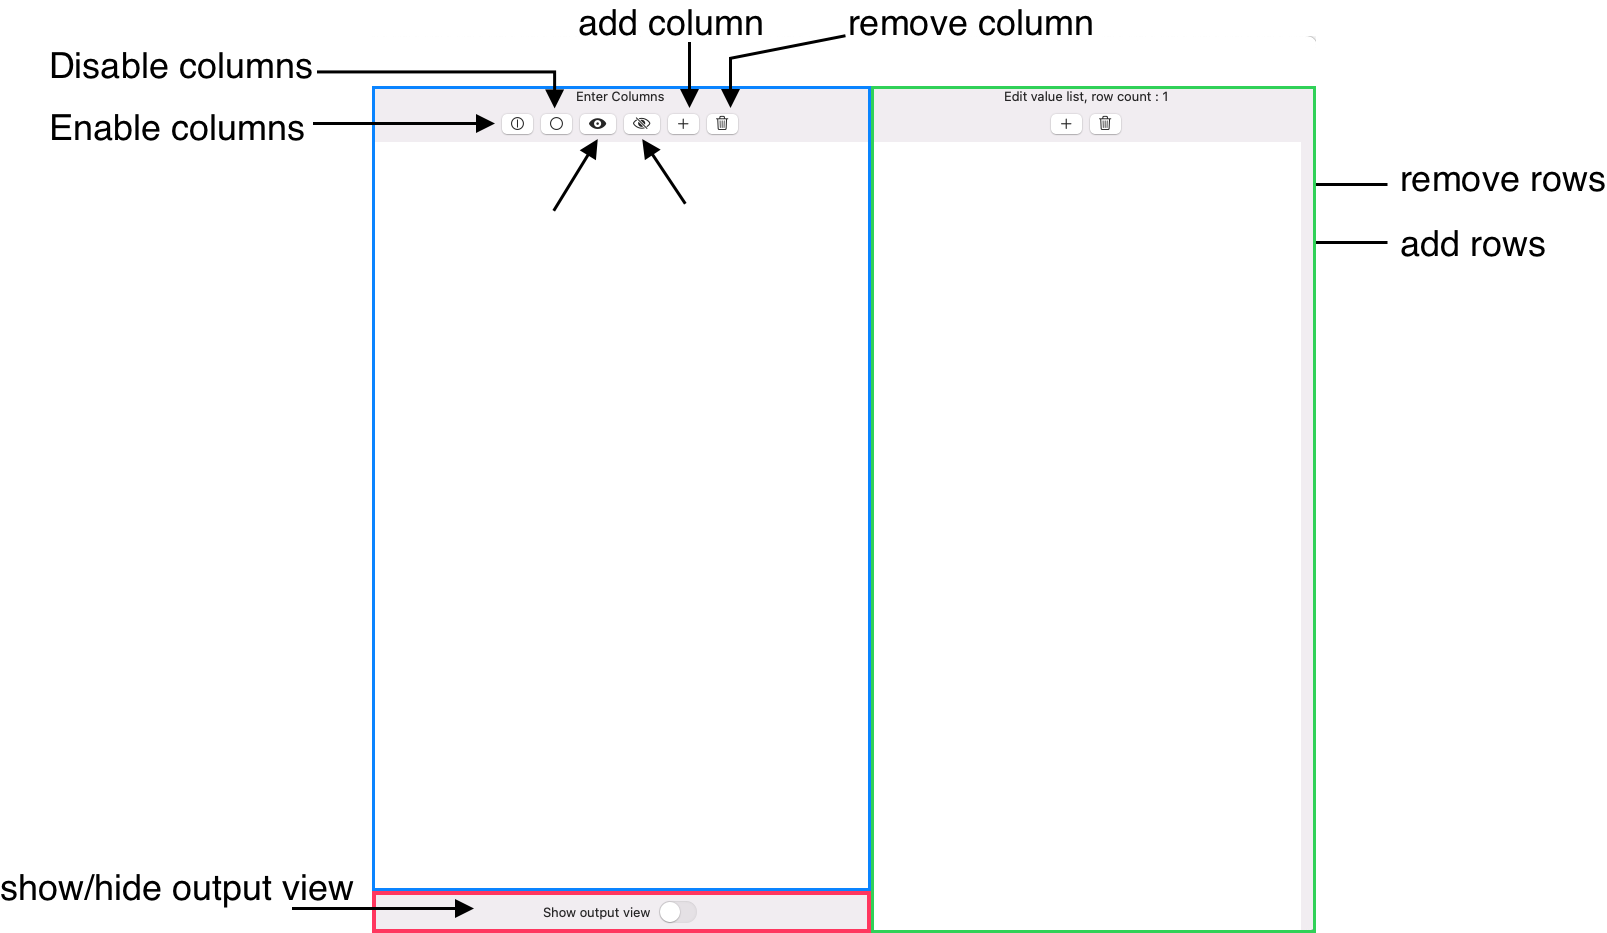 add column
remove column
Disable columns
Enter Columns
Edit value list, row count : 1
Enable columns
remove rows
add rows
show/hide output view
Show output view